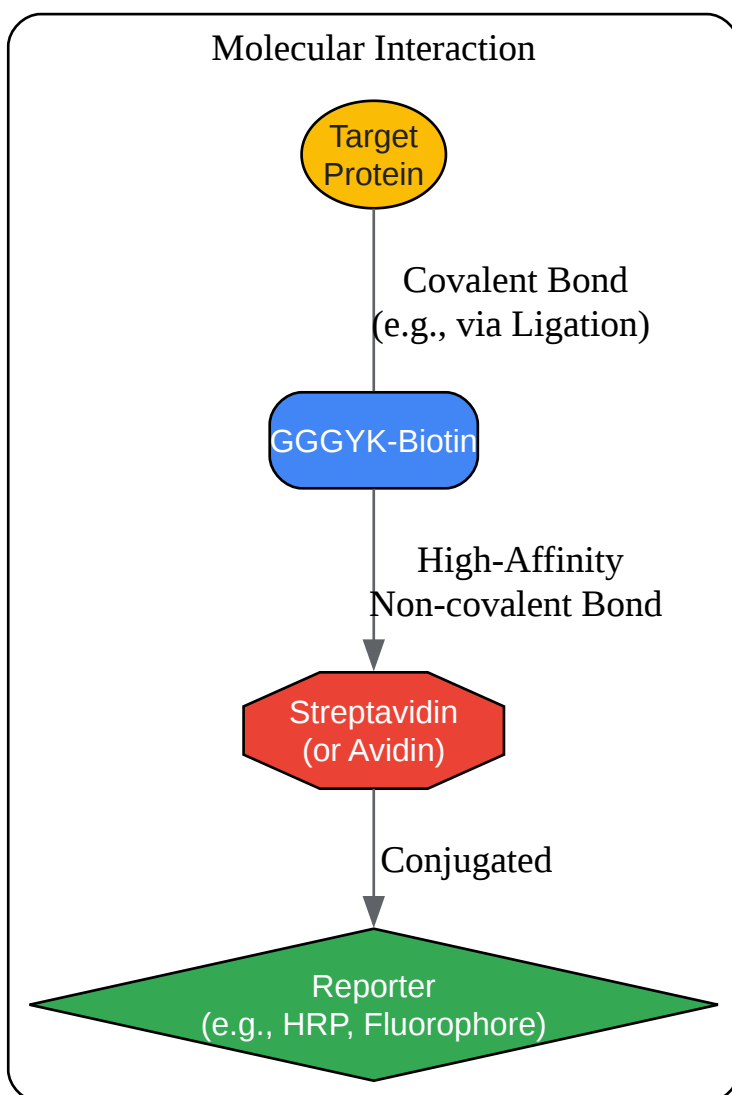 Molecular Interaction
Target
Protein
Covalent Bond
(e.g., via Ligation)
GGGYK-Biotin
High-Affinity
Non-covalent Bond
Streptavidin
(or Avidin)
Conjugated
Reporter
(e.g., HRP, Fluorophore)